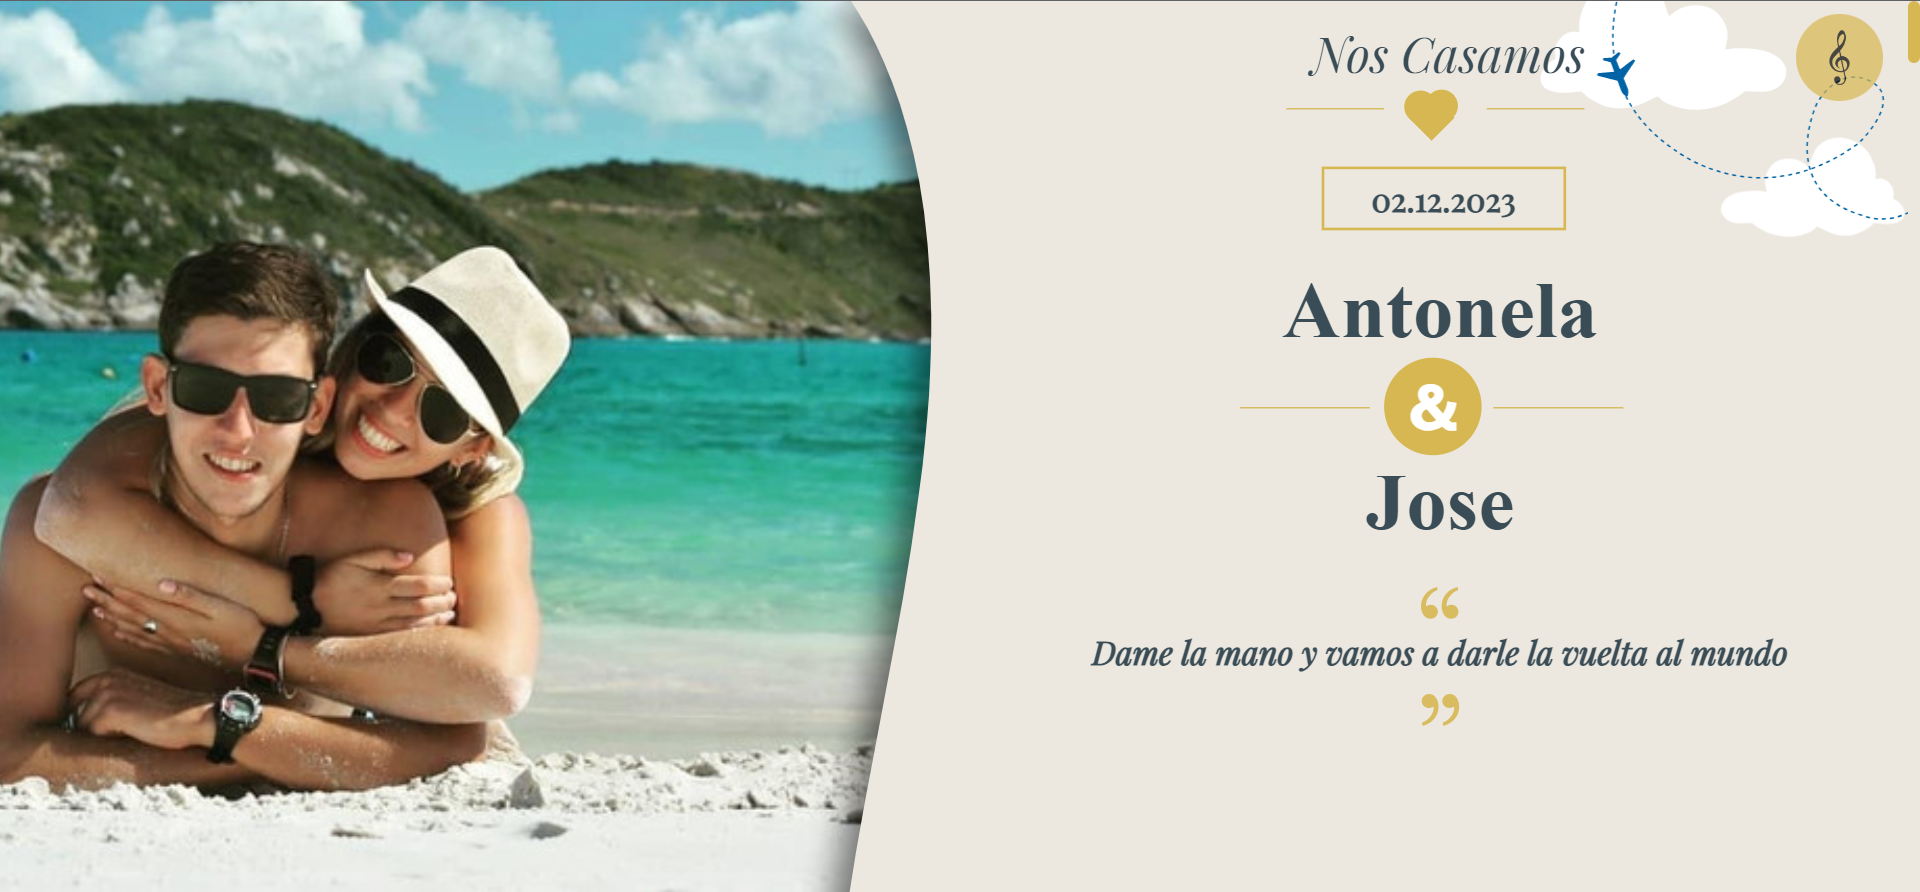 Nos Casamos
02.12.2023
Antonela
&
Jose
“
Dame la mano y vamos a darle la vuelta al mundo
”